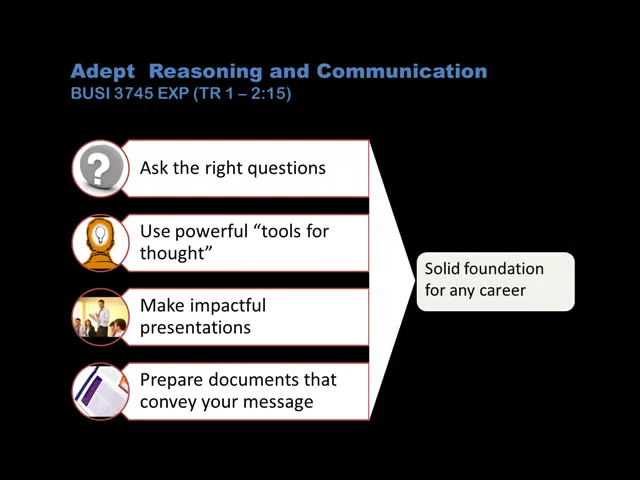 Adept Reasoning and Communication
BUSI 3745 EXP (TR 1 – 2:15)
Ask the right questions
Use powerful “tools for
thought”
Make impactful
presentations
Prepare documents that
convey your message
Solid foundation
for any career